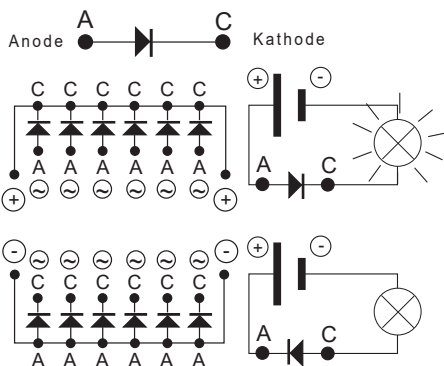 A C
Anode Kathode
C C C C C C
A A A A A A
+ ~ ~ ~ ~ ~ ~ +
+ -
A C
- ~ ~ ~ ~ ~ ~ -
C C C C C C
A A A A A A
+ -
A C